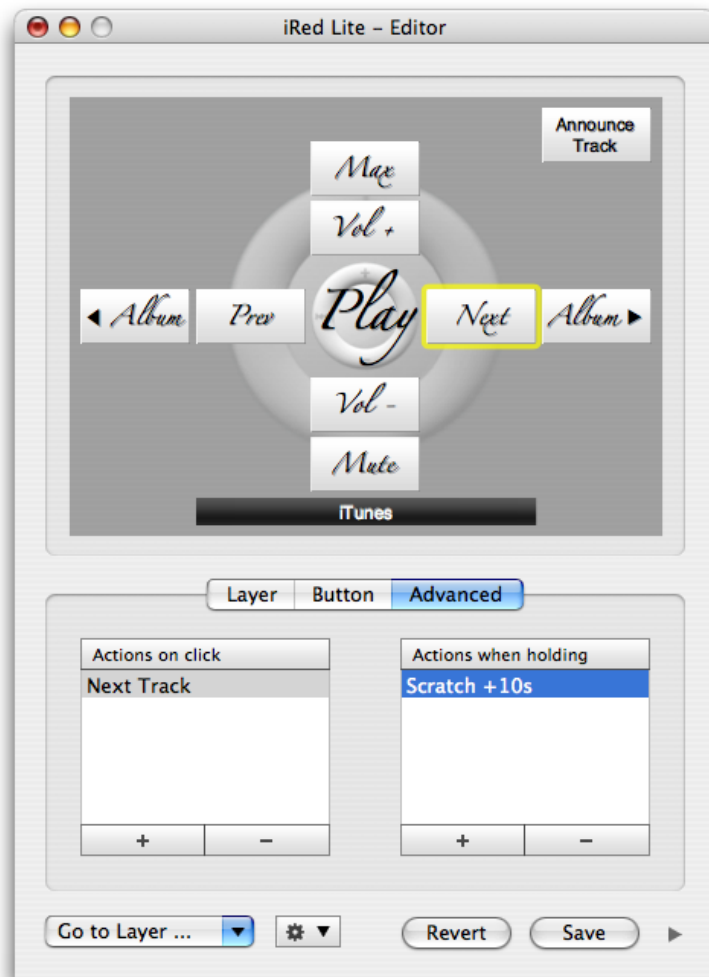 iRed Lite – Editor
Announce
Track
Max
Vol +
◀ Album
Prev
Play
Next
Album ▶
Vol -
Mute
iTunes
Layer
Button
Advanced
Actions on click
Actions when holding
Next Track
Scratch +10s
+
−
+
−
Go to Layer ...
Revert
Save